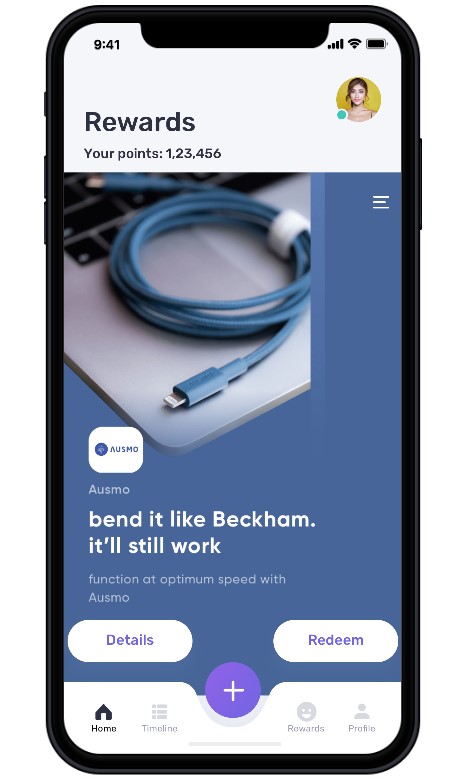 9:41
Rewards
Your points: 1,23,456
AUSMO
Ausmo
bend it like Beckham.
it’ll still work
function at optimum speed with
Ausmo
Details
Redeem
Home
Timeline
Rewards
Profile